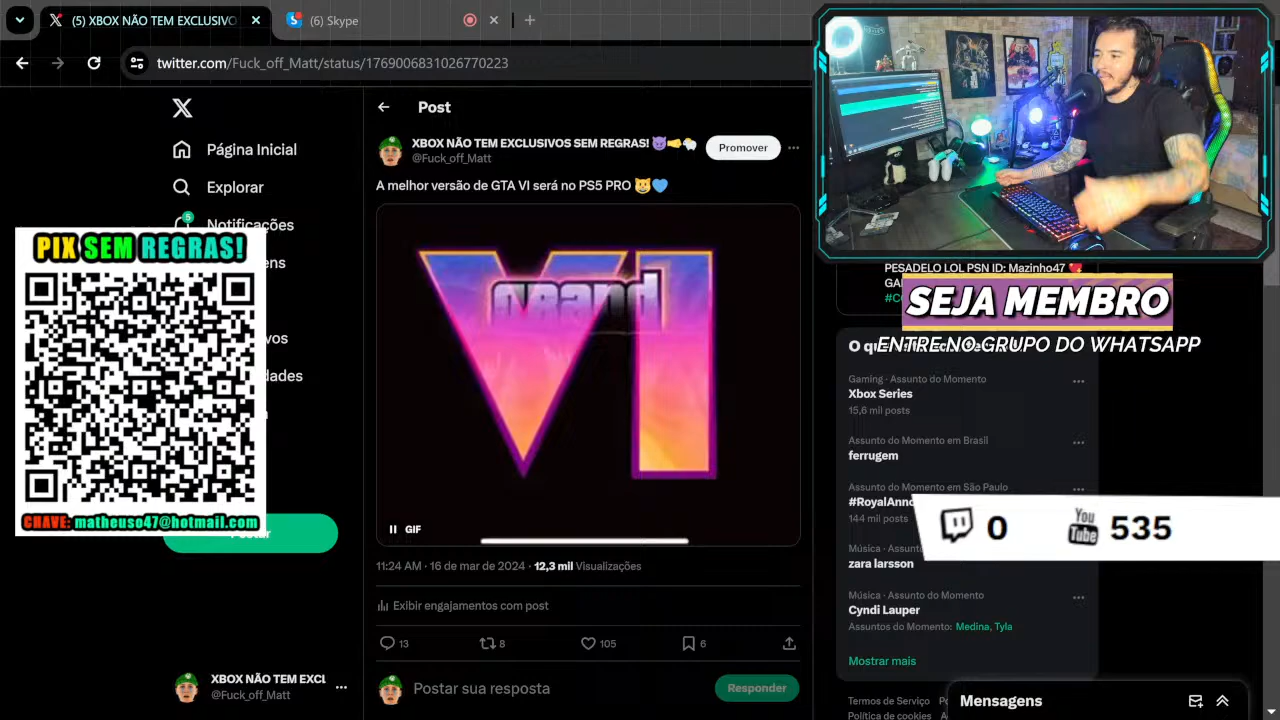 (5) XBOX NÃO TEM EXCLUSIVO
(6) Skype
twitter.com/Fuck_off_Matt/status/1769009561026770223
Post
Página Inicial
Explorar
5
Notificações
XBOX NÃO TEM EXCLUSIVOS SEM REGRAS!
@Fuck_off_Matt
Promover
A melhor versão de GTA VI será no PS5 PRO
VI
GRAND
GIF
11:24 AM · 16 de mar de 2024 · 12,3 mil Visualizações
Exibir engajamentos com post
13
8
105
6
Postar sua resposta
Responder
PIX SEM REGRAS!
CHAVE: matheuso47@hotmail.com
XBOX NÃO TEM EXCL
@Fuck_off_Matt
PESADELO LOL PSN ID: Mazinho47
SEJA MEMBRO
ENTRE NO GRUPO DO WHATSAPP
Gaming · Assunto do Momento
Xbox Series
15,6 mil posts
Assunto do Momento em Brasil
ferrugem
Assunto do Momento em São Paulo
#RoyalAnno
144 mil posts
0
You Tube 535
zara larsson
Música · Assunto do Momento
Cyndi Lauper
Assuntos do Momento: Medina, Tyla
Mostrar mais
Termos de Serviço
Política de cookies
Mensagens